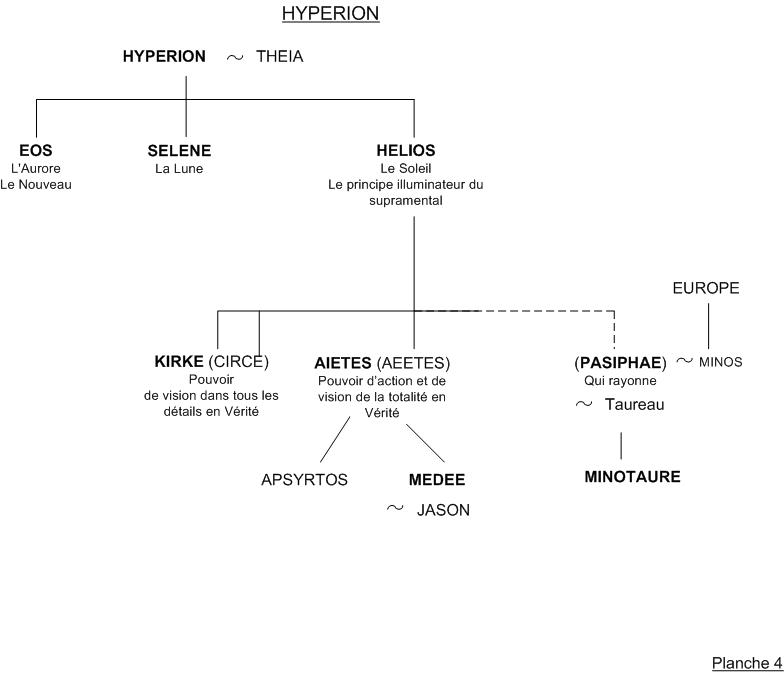 HYPERION
HYPERION ~ THEIA
EOS
L'Aurore
Le Nouveau
SELENE
La Lune
HELIOS
Le Soleil
Le principe illuminateur du
supramental
EUROPE
KIRKE (CIRCE)
Pouvoir
de vision dans tous les
détails en Vérité
AIETES (AEETES)
Pouvoir d'action et de
vision de la totalité en
Vérité
(PASIPHAE) ~ MINOS
Qui rayonne
~ Taureau
APSYRTOS
MEDEE
~ JASON
MINOTAURE
Planche 4